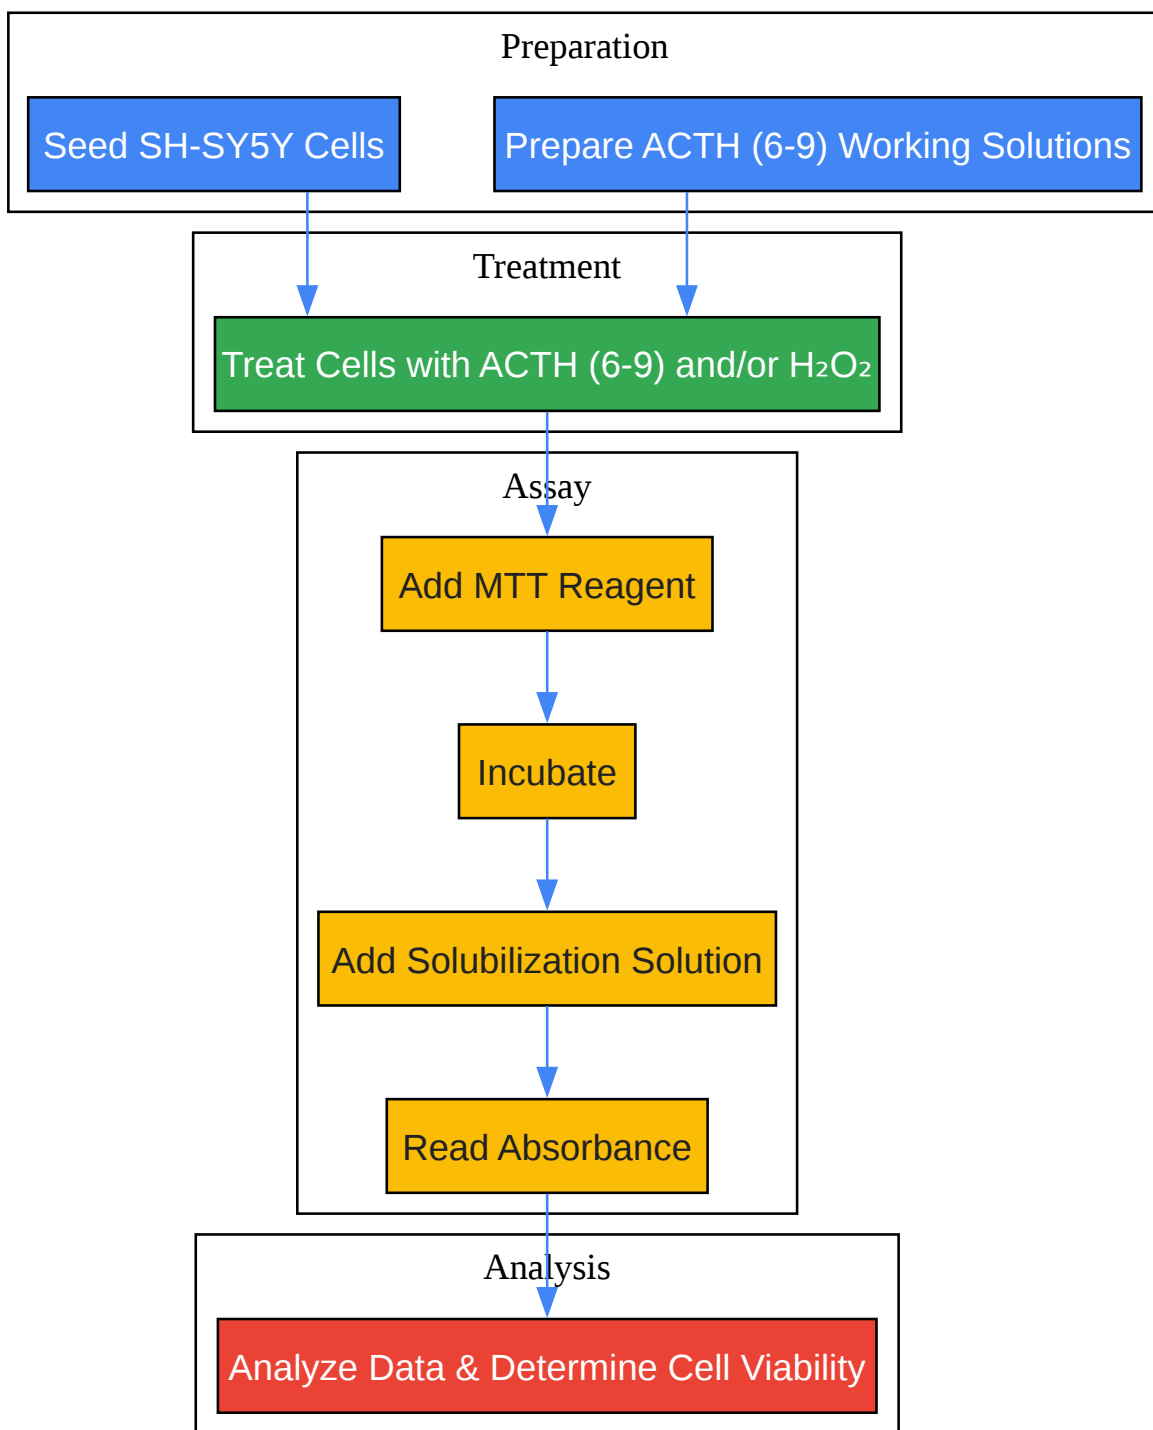 Preparation
Seed SH-SY5Y Cells
Prepare ACTH (6-9) Working Solutions
Treatment
Treat Cells with ACTH (6-9) and/or H₂O₂
Assay
Add MTT Reagent
Incubate
Add Solubilization Solution
Read Absorbance
Analysis
Analyze Data & Determine Cell Viability